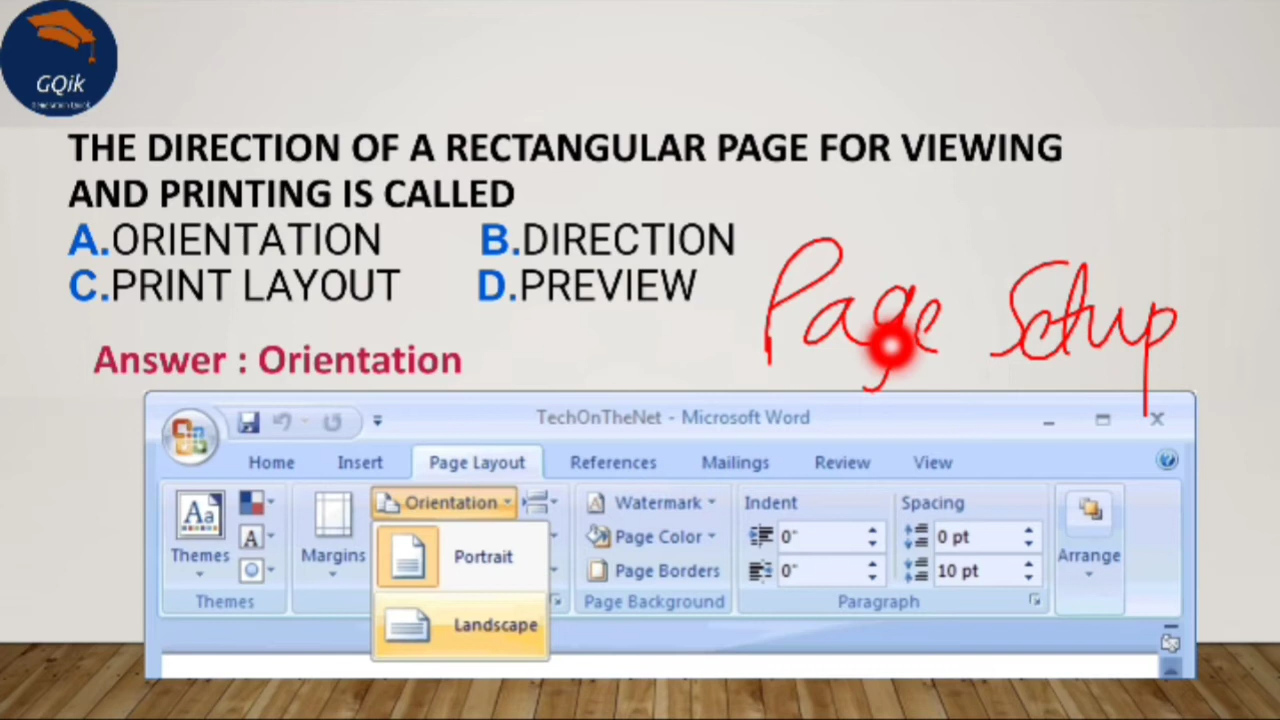 GQik
THE DIRECTION OF A RECTANGULAR PAGE FOR VIEWING
AND PRINTING IS CALLED
A.ORIENTATION B.DIRECTION
C.PRINT LAYOUT D.PREVIEW
Page Setup
Answer : Orientation
TechOnTheNet - Microsoft Word
Home Insert Page Layout References Mailings Review View
Aa Orientation Watermark Indent Spacing
A Page Color 0" 0 pt
Themes Margins Portrait Page Borders 0" 10 pt Arrange
Themes Page Background Paragraph
Landscape